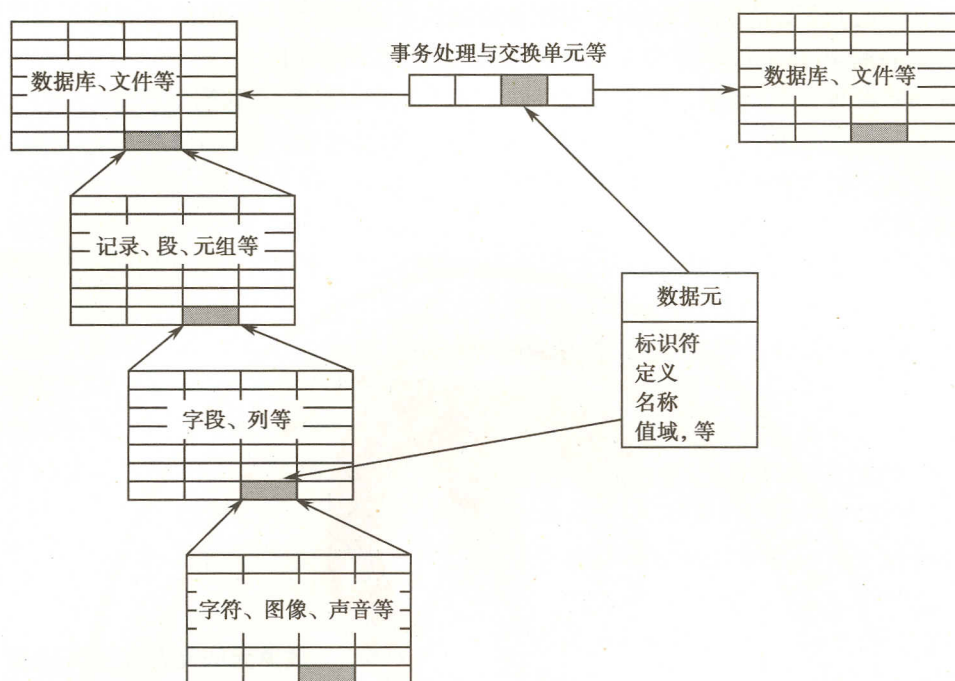 事务处理与交换单元等
数据库、文件等
数据库、文件等
记录、段、元组等
数据元
标识符
定义
名称
值域,等
字段、列等
字符、图像、声音等